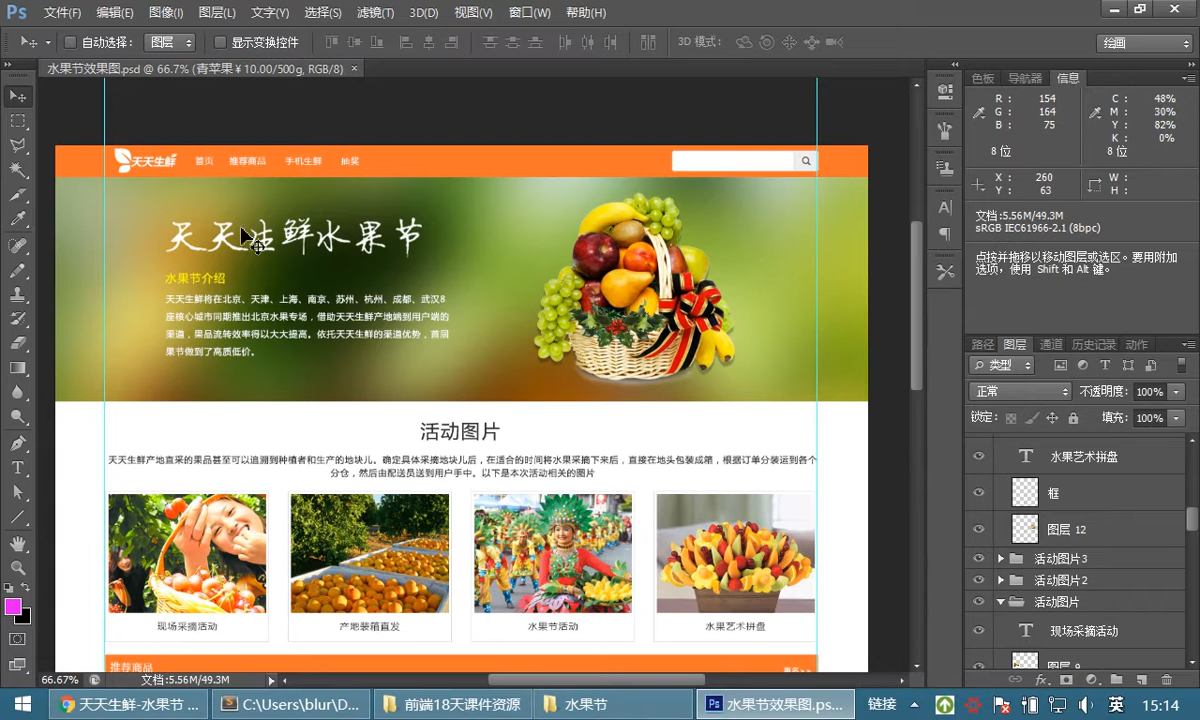 Ps 文件(F) 编辑(E) 图像(I) 图层(L) 文字(Y) 选择(S) 滤镜(T) 3D(D) 视图(V) 窗口(W) 帮助(H)
自动选择： 图层 显示变换控件 3D 模式： 绘画
水果节效果图.psd @ 66.7% (青苹果￥10.00/500g, RGB/8) ×
色板 导航器 信息
R： 154 C： 48%
G： 164 M： 30%
B： 75 Y： 82%
K： 0%
8 位 8 位
X： 260 W：
Y： 63 H：
文档:5.56M/49.3M
sRGB IEC61966-2.1 (8bpc)
点按并拖移以移动图层或选区。要用附加
选项，使用 Shift 和 Alt 键。
天天生鲜 首页 推荐商品 手机生鲜 抽奖
天天生鲜水果节
水果节介绍
天天生鲜将在北京、天津、上海、南京、苏州、杭州、成都、武汉8
座核心城市同期推出北京水果专场，借助天天生鲜产地端到用户端的
渠道，果品流转效率得以大大提高。依托天天生鲜的渠道优势，首届
果节做到了高质低价。
活动图片
天天生鲜产地直采的果品甚至可以追溯到种植者和生产的地块儿。确定具体采摘地块儿后，在适合的时间将水果采摘下来后，直接在地头包装成箱，根据订单分装运到各个
分仓，然后由配送员送到用户手中。以下是本次活动相关的图片
现场采摘活动 产地装箱直发 水果节活动 水果艺术拼盘
推荐商品 更多>>
路径 图层 通道 历史记录 动作
类型
正常 不透明度： 100%
锁定： 填充： 100%
水果艺术拼盘
框
图层 12
活动图片3
活动图片2
活动图片
现场采摘活动
图层 9
66.67% 文档:5.56M/49.3M
天天生鲜-水果节 ... C:\Users\blur\D... 前端18天课件资源 水果节 水果节效果图.ps... 链接 英 15:14